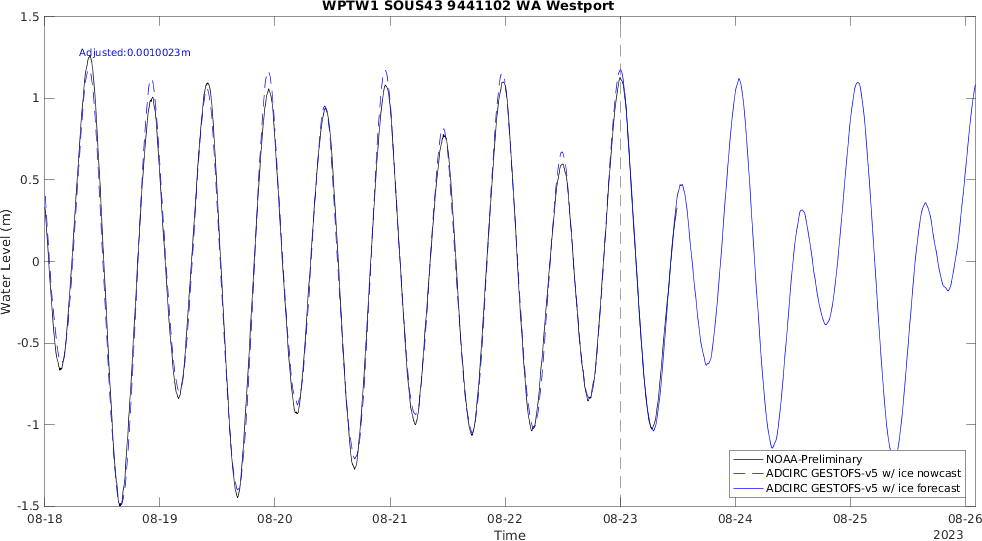 WPTW1 SOUS43 9441102 WA Westport
Adjusted:0.0010023m
1.5
1
0.5
0
-0.5
-1
-1.5
Water Level (m)
NOAA-Preliminary
ADCIRC GESTOFS-v5 w/ ice nowcast
ADCIRC GESTOFS-v5 w/ ice forecast
08-18 08-19 08-20 08-21 08-22 08-23 08-24 08-25 08-26
Time
2023